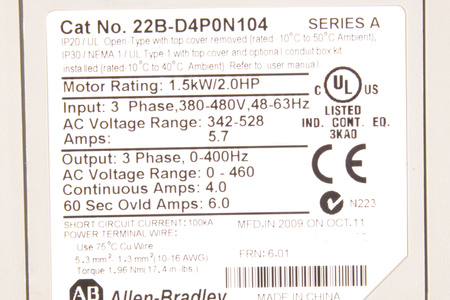 Cat No. 22B-D4P0N104 SERIES A
IP20 / UL Open Type with top cover removed (rated -10°C to 50°C Ambient),
IP30 / NEMA 1 / UL Type 1 with top cover and optional conduit box kit
installed (rated-10°C to 40°C Ambient) Refer to user manual
Motor Rating: 1.5kW/2.0HP
Input: 3 Phase,380-480V,48-63Hz
AC Voltage Range: 342-528
Amps: 5.7
C UL US
LISTED
IND. CONT. EQ.
3KA0
Output: 3 Phase, 0-400Hz
AC Voltage Range: 0 - 460
Continuous Amps: 4.0
60 Sec Ovld Amps: 6.0
CE
N223
SHORT CIRCUIT CURRENT: 100kA
POWER TERMINAL WIRE:
Use 75°C Cu Wire
5.3 mm² - 1.3 mm² (10-16 AWG)
Torque 1.96 Nm (17.4 in-lbs.)
MFD.IN 2009 ON OCT.11
FRN: 6.01
AB Allen-Bradley
MADE IN CHINA